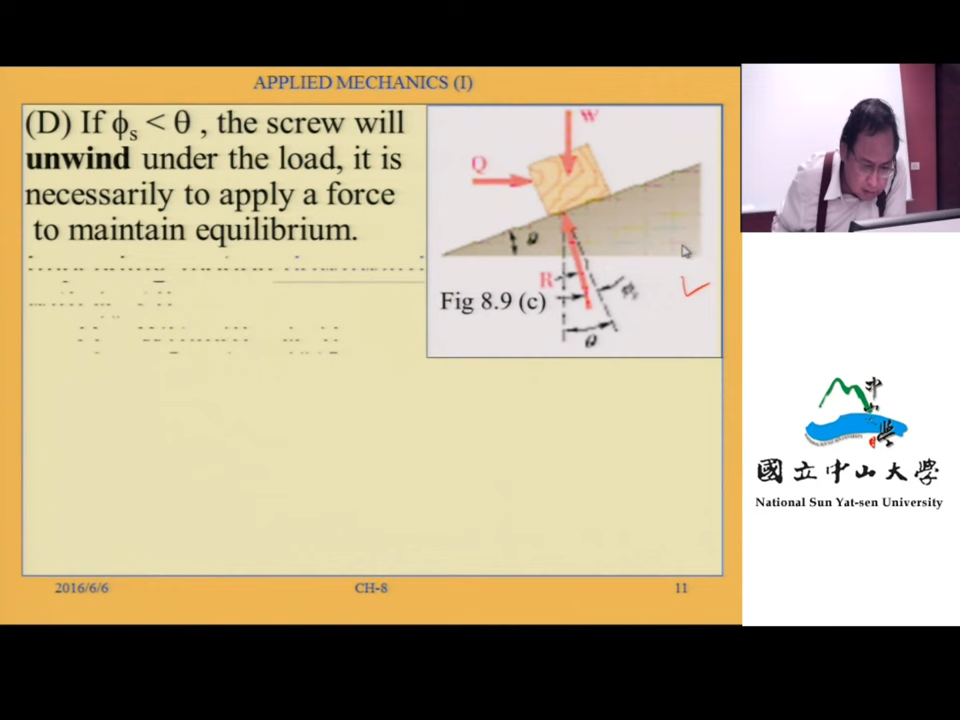 APPLIED MECHANICS (I)
(D) If ϕs < θ , the screw will
unwind under the load, it is
necessarily to apply a force
to maintain equilibrium.
W
Q
θ
R
ϕs
Fig 8.9 (c)
θ
國立中山大學
National Sun Yat-sen University
2016/6/6
CH-8
11